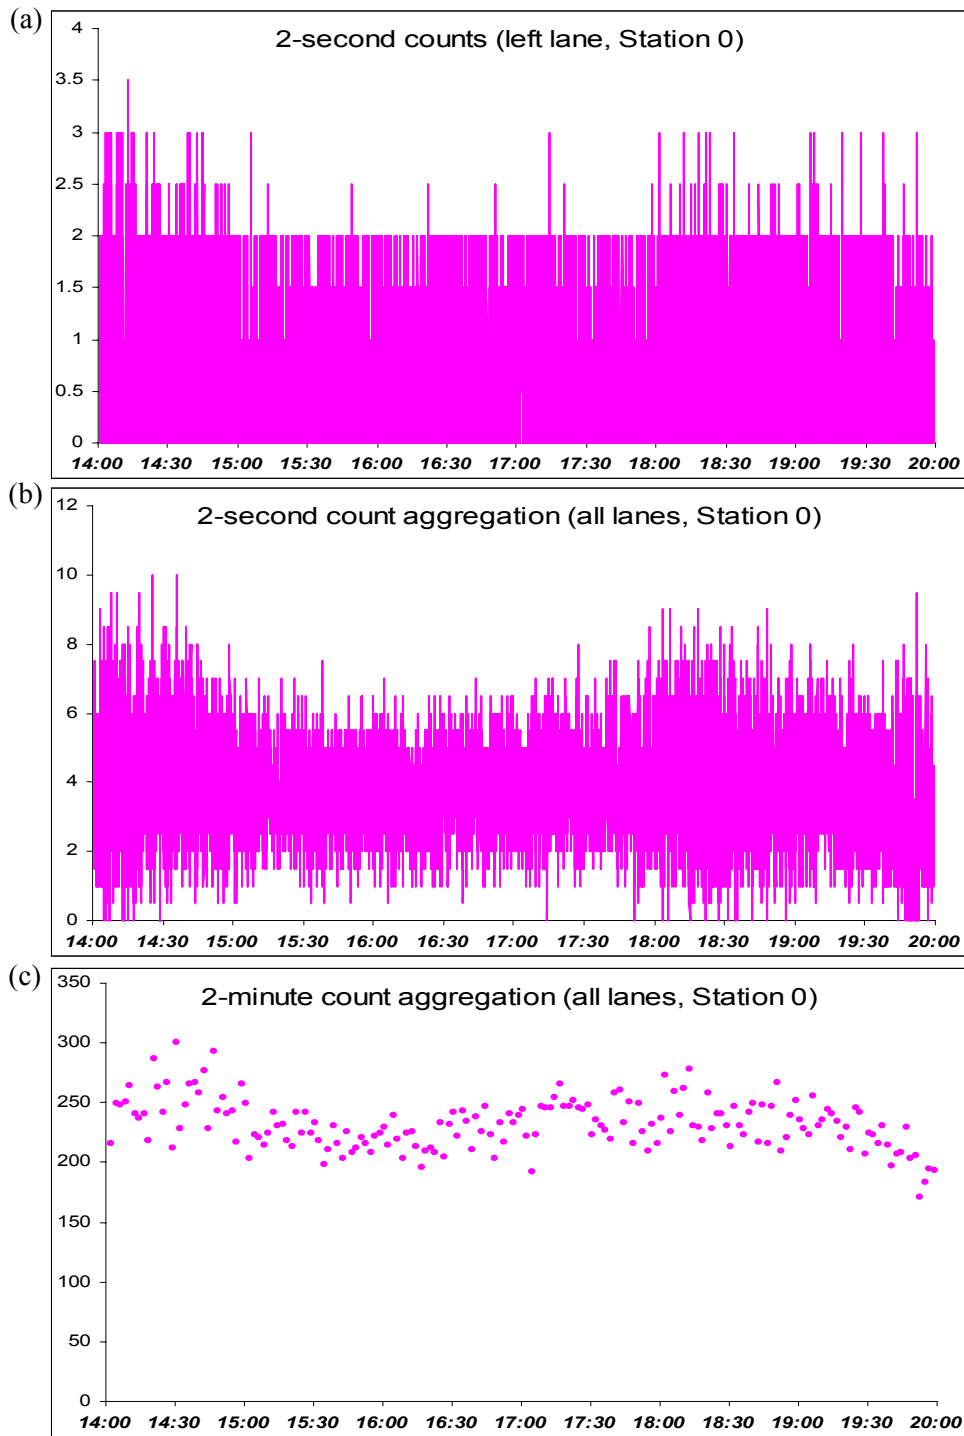 (a)
2-second counts (left lane, Station 0)
4
3.5
3
2.5
2
1.5
1
0.5
0
14:00 14:30 15:00 15:30 16:00 16:30 17:00 17:30 18:00 18:30 19:00 19:30 20:00
(b)
2-second count aggregation (all lanes, Station 0)
12
10
8
6
4
2
0
14:00 14:30 15:00 15:30 16:00 16:30 17:00 17:30 18:00 18:30 19:00 19:30 20:00
(c)
2-minute count aggregation (all lanes, Station 0)
350
300
250
200
150
100
50
0
14:00 14:30 15:00 15:30 16:00 16:30 17:00 17:30 18:00 18:30 19:00 19:30 20:00